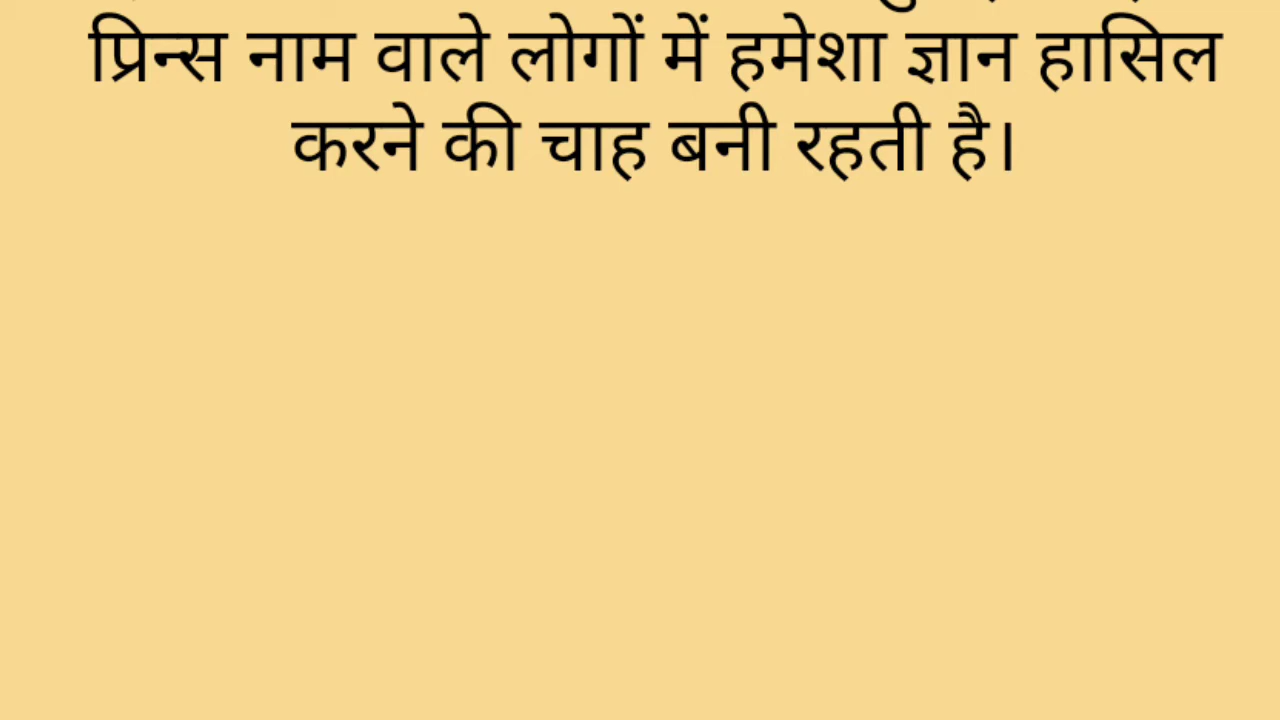 प्रिन्स नाम वाले लोगों में हमेशा ज्ञान हासिल
करने की चाह बनी रहती है।